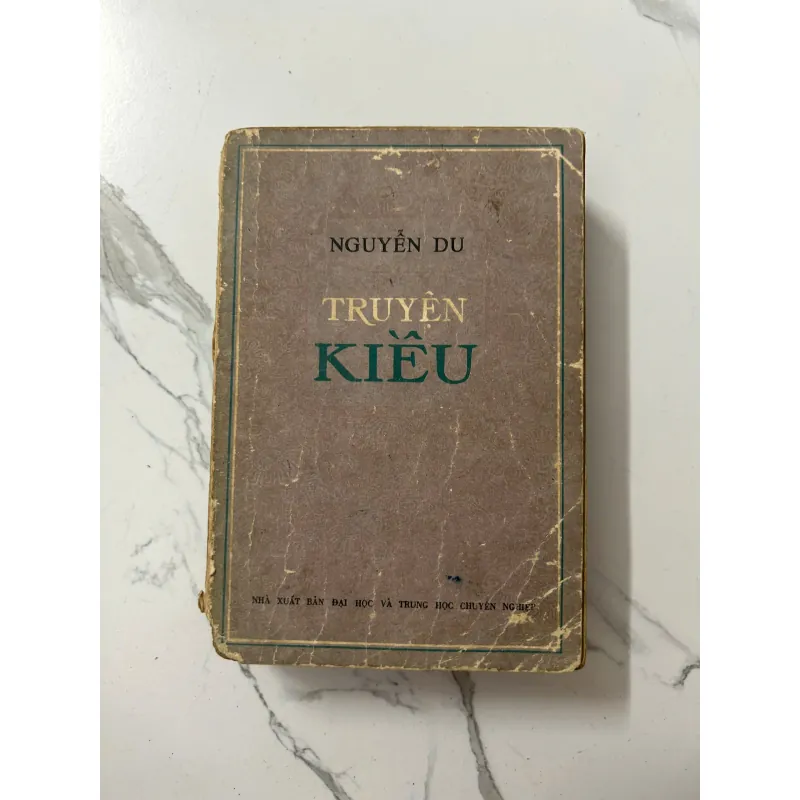 NGUYỄN DU
TRUYỆN
KIỀU
NHÀ XUẤT BẢN ĐẠI HỌC VÀ TRUNG HỌC CHUYÊN NGHIỆP